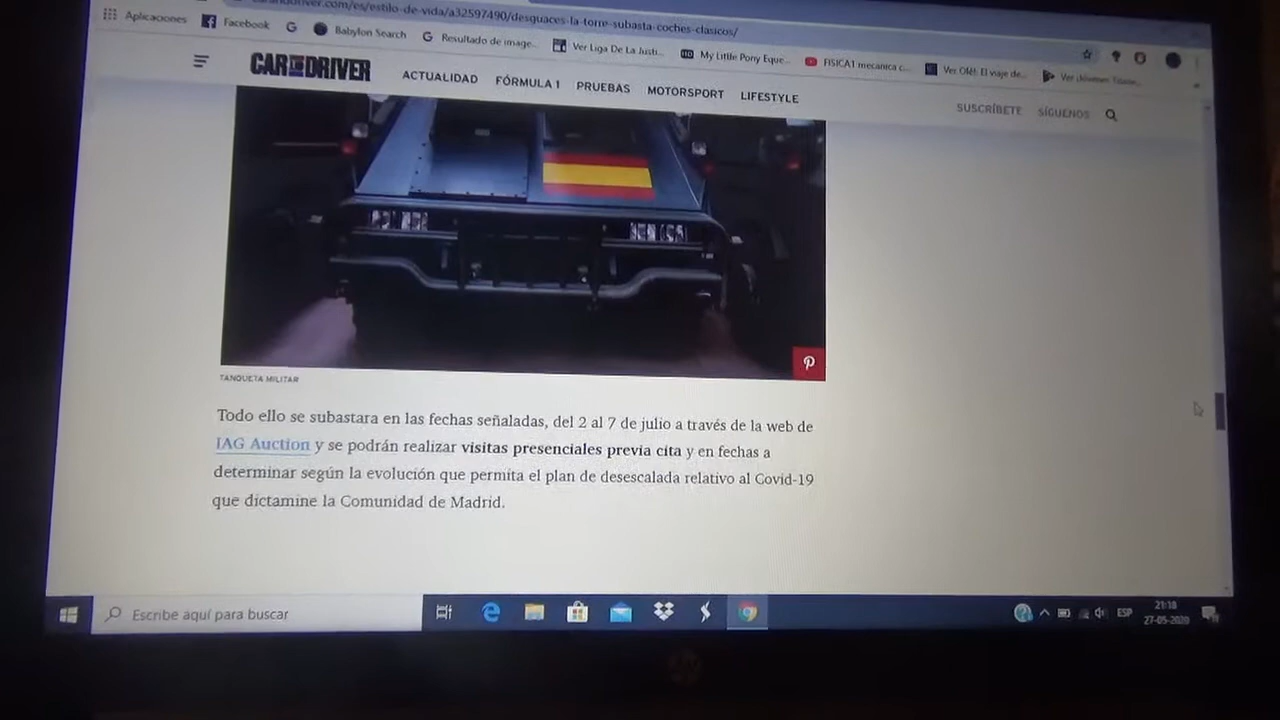 caranddriver.com/es/estilo-de-vida/a32597490/desguaces-la-torre-subasta-coches-clasicos/
Aplicaciones Facebook Babylon Search Resultado de image... Ver Liga De La Justi... My Little Pony Eque... FISICA1 mecanica c... Ver Olé! El viaje de...
CAR AND DRIVER ACTUALIDAD FÓRMULA 1 PRUEBAS MOTORSPORT LIFESTYLE SUSCRÍBETE SÍGUENOS
TANQUETA MILITAR
Todo ello se subastara en las fechas señaladas, del 2 al 7 de julio a través de la web de
IAG Auction y se podrán realizar visitas presenciales previa cita y en fechas a
determinar según la evolución que permita el plan de desescalada relativo al Covid-19
que dictamine la Comunidad de Madrid.
Escribe aquí para buscar
ESP
21:18
27-05-2020
hp